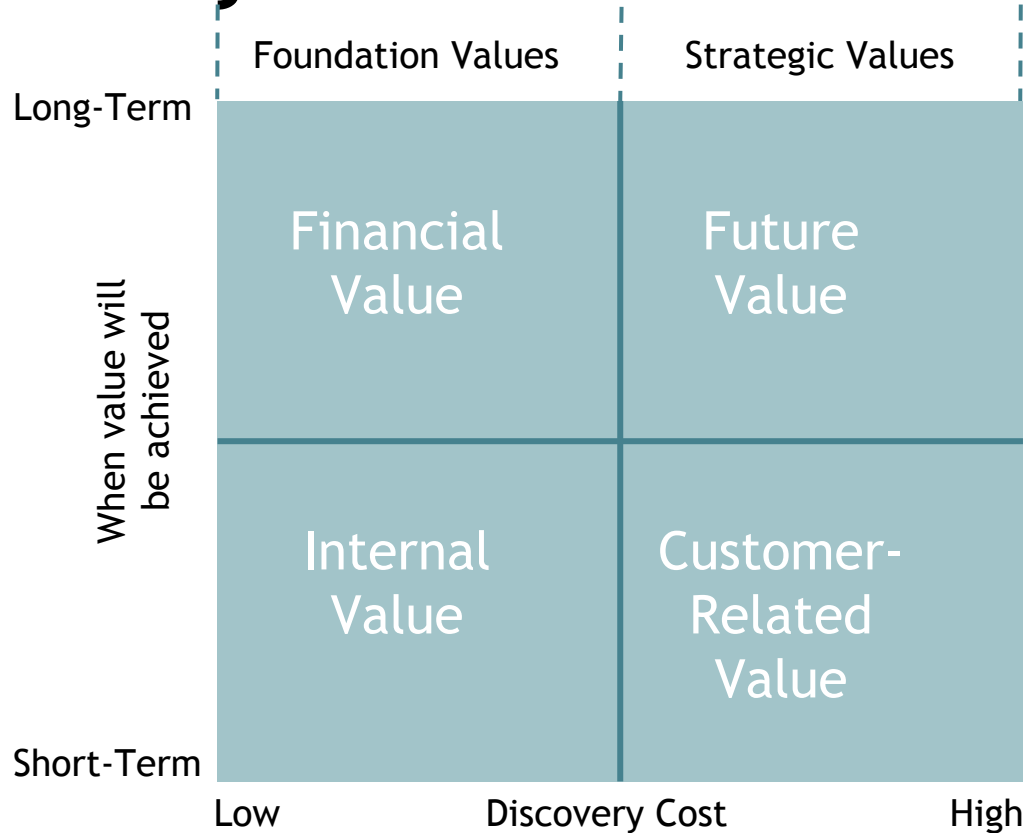 Foundation Values
Strategic Values
Long-Term
Financial
Value
Future
Value
When value will
be achieved
Internal
Value
Customer-
Related
Value
Short-Term
Low
Discovery Cost
High